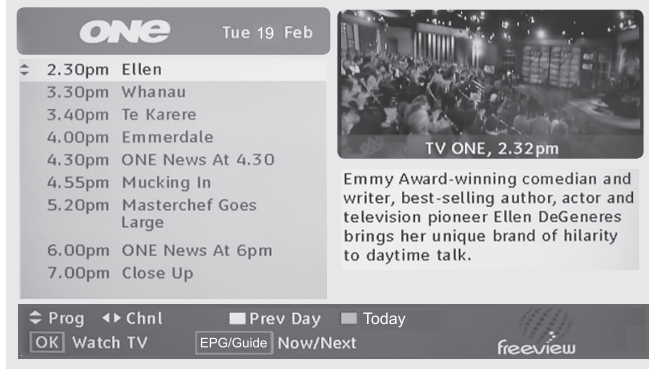 ONE Tue 19 Feb
2.30pm Ellen
3.30pm Whanau
3.40pm Te Karere
4.00pm Emmerdale
4.30pm ONE News At 4.30
4.55pm Mucking In
5.20pm Masterchef Goes
Large
6.00pm ONE News At 6pm
7.00pm Close Up
TV ONE, 2.32pm
Emmy Award-winning comedian and
writer, best-selling author, actor and
television pioneer Ellen DeGeneres
brings her unique brand of hilarity
to daytime talk.
Prog Chnl Prev Day Today
OK Watch TV EPG/Guide Now/Next
freeview